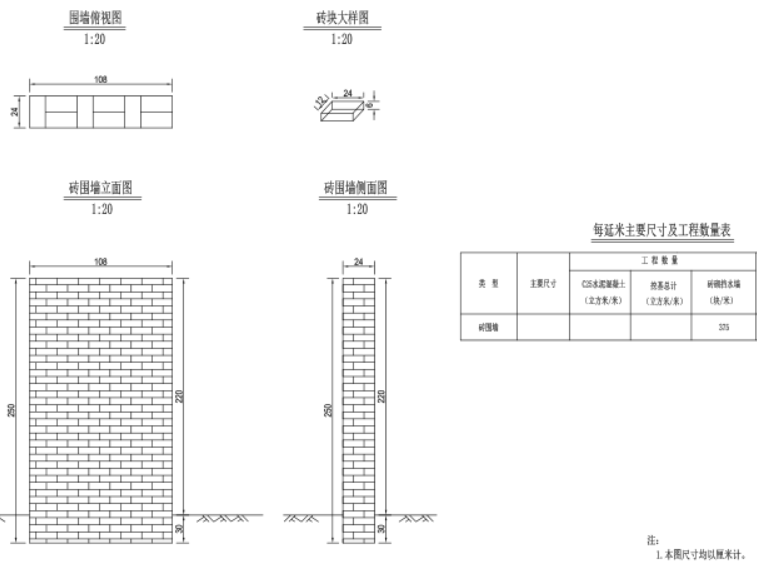 围墙俯视图
1:20
108
24
砖块大样图
1:20
12
24
6
砖围墙立面图
1:20
108
250
220
30
砖围墙侧面图
1:20
24
250
220
30
每延米主要尺寸及工程数量表
类 型
主要尺寸
工 程 数 量
C25水泥混凝土
(立方米/米)
挖基总计
(立方米/米)
砖砌挡水墙
(块/米)
砖围墙
325
注:
1.本图尺寸均以厘米计。